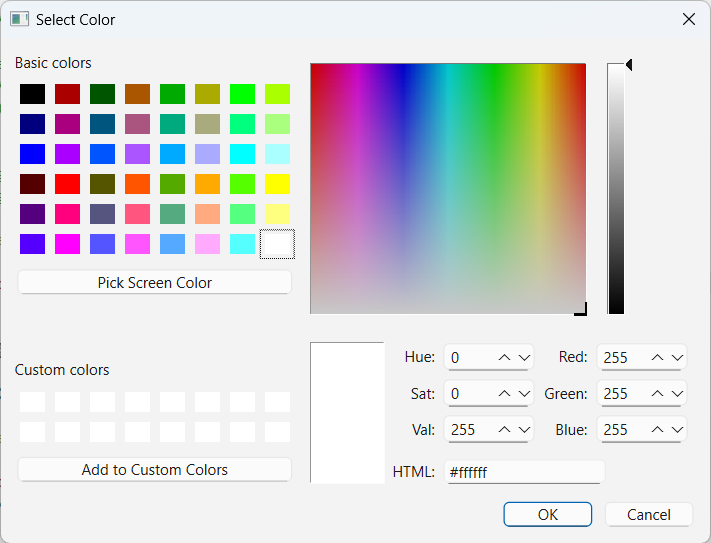 Select Color
Basic colors
Pick Screen Color
Custom colors
Add to Custom Colors
Hue: 0 Red: 255
Sat: 0 Green: 255
Val: 255 Blue: 255
HTML: #ffffff
OK Cancel